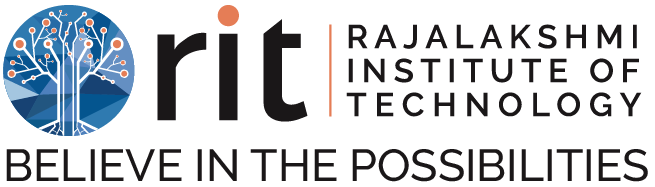 rit
RAJALAKSHMI
INSTITUTE OF
TECHNOLOGY
BELIEVE IN THE POSSIBILITIES